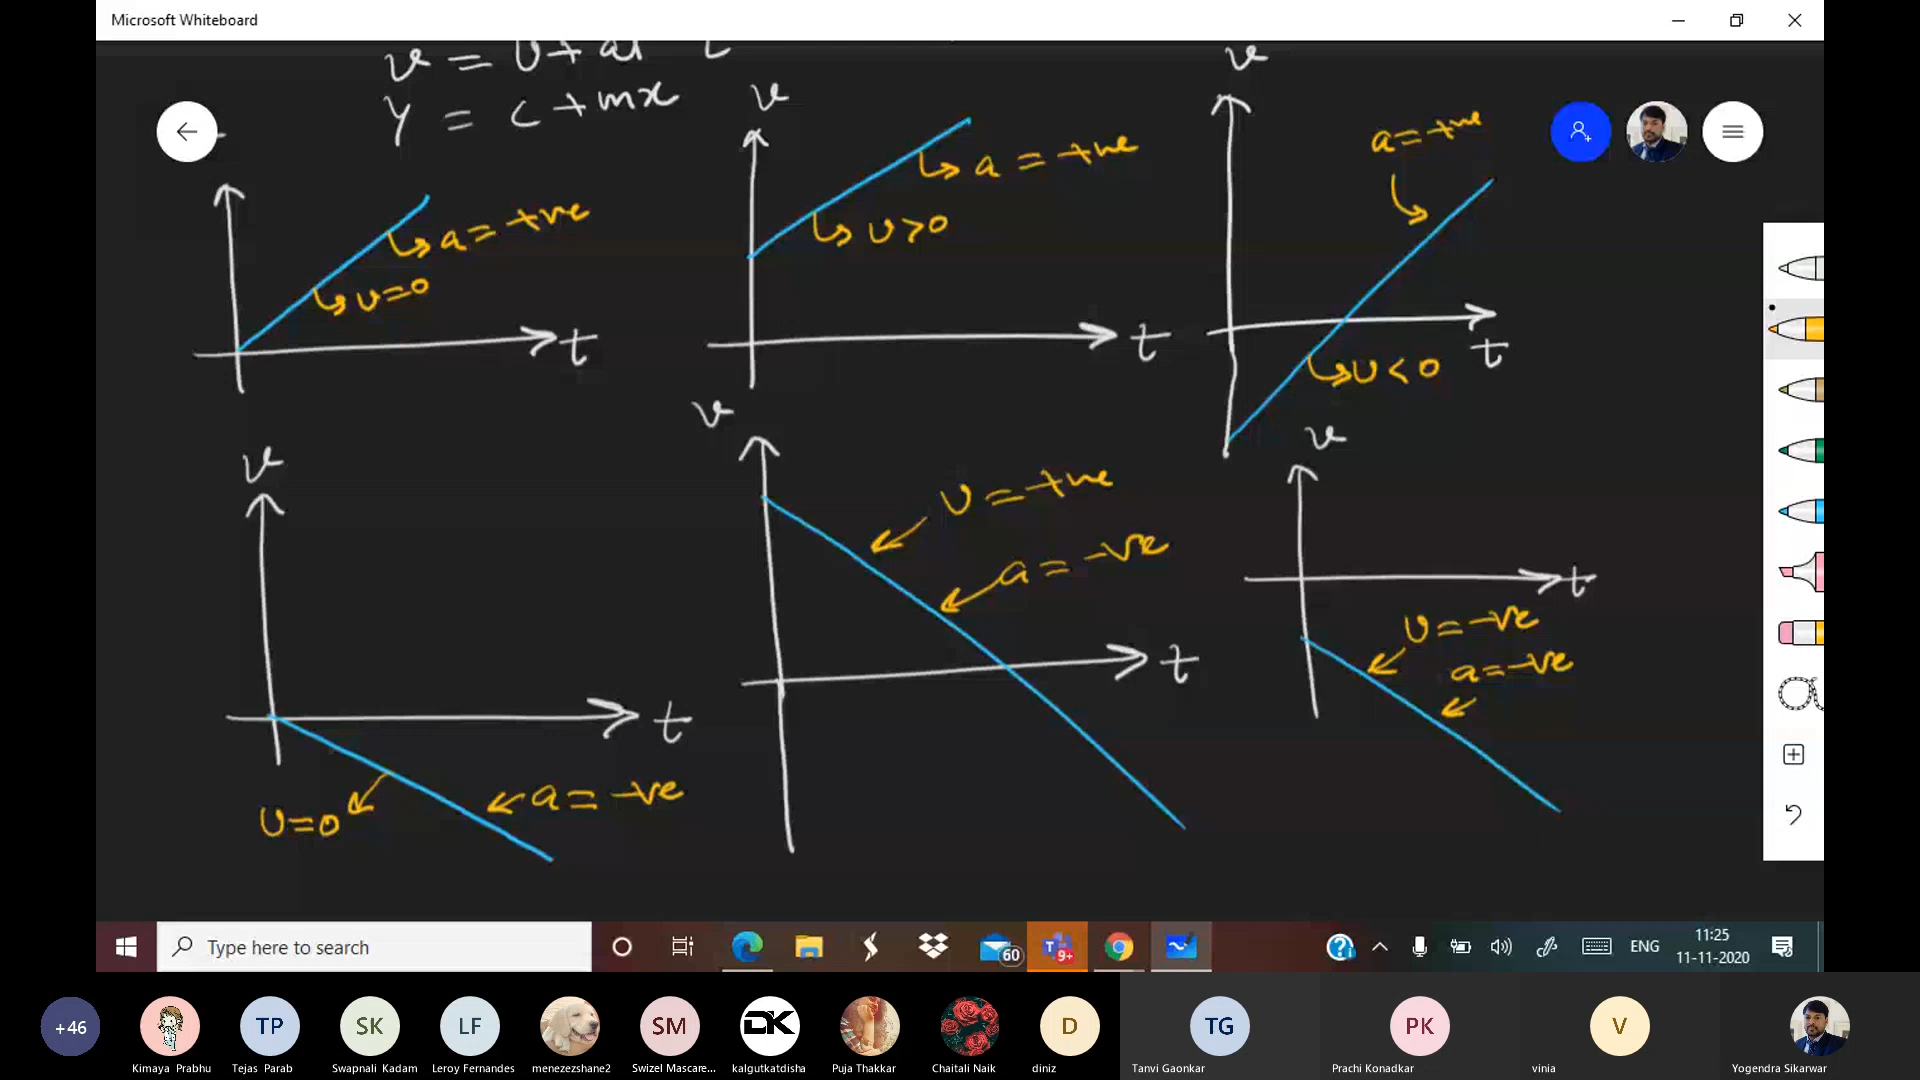 Microsoft Whiteboard
v = u + at
y = c + mx
a = +ve
u = 0
t
v
a = +ve
u > 0
t
v
a = +ve
u < 0
t
v
u = 0
a = -ve
t
v
u = +ve
a = -ve
t
v
t
u = -ve
a = -ve
Type here to search
60
9+
ENG
11:25
11-11-2020
+46
TP
SK
LF
SM
DK
D
TG
PK
V
Kimaya Prabhu
Tejas Parab
Swapnali Kadam
Leroy Fernandes
menezezshane2
Swizel Mascare...
kalgutkatdisha
Puja Thakkar
Chaitali Naik
diniz
Tanvi Gaonkar
Prachi Konadkar
vinia
Yogendra Sikarwar